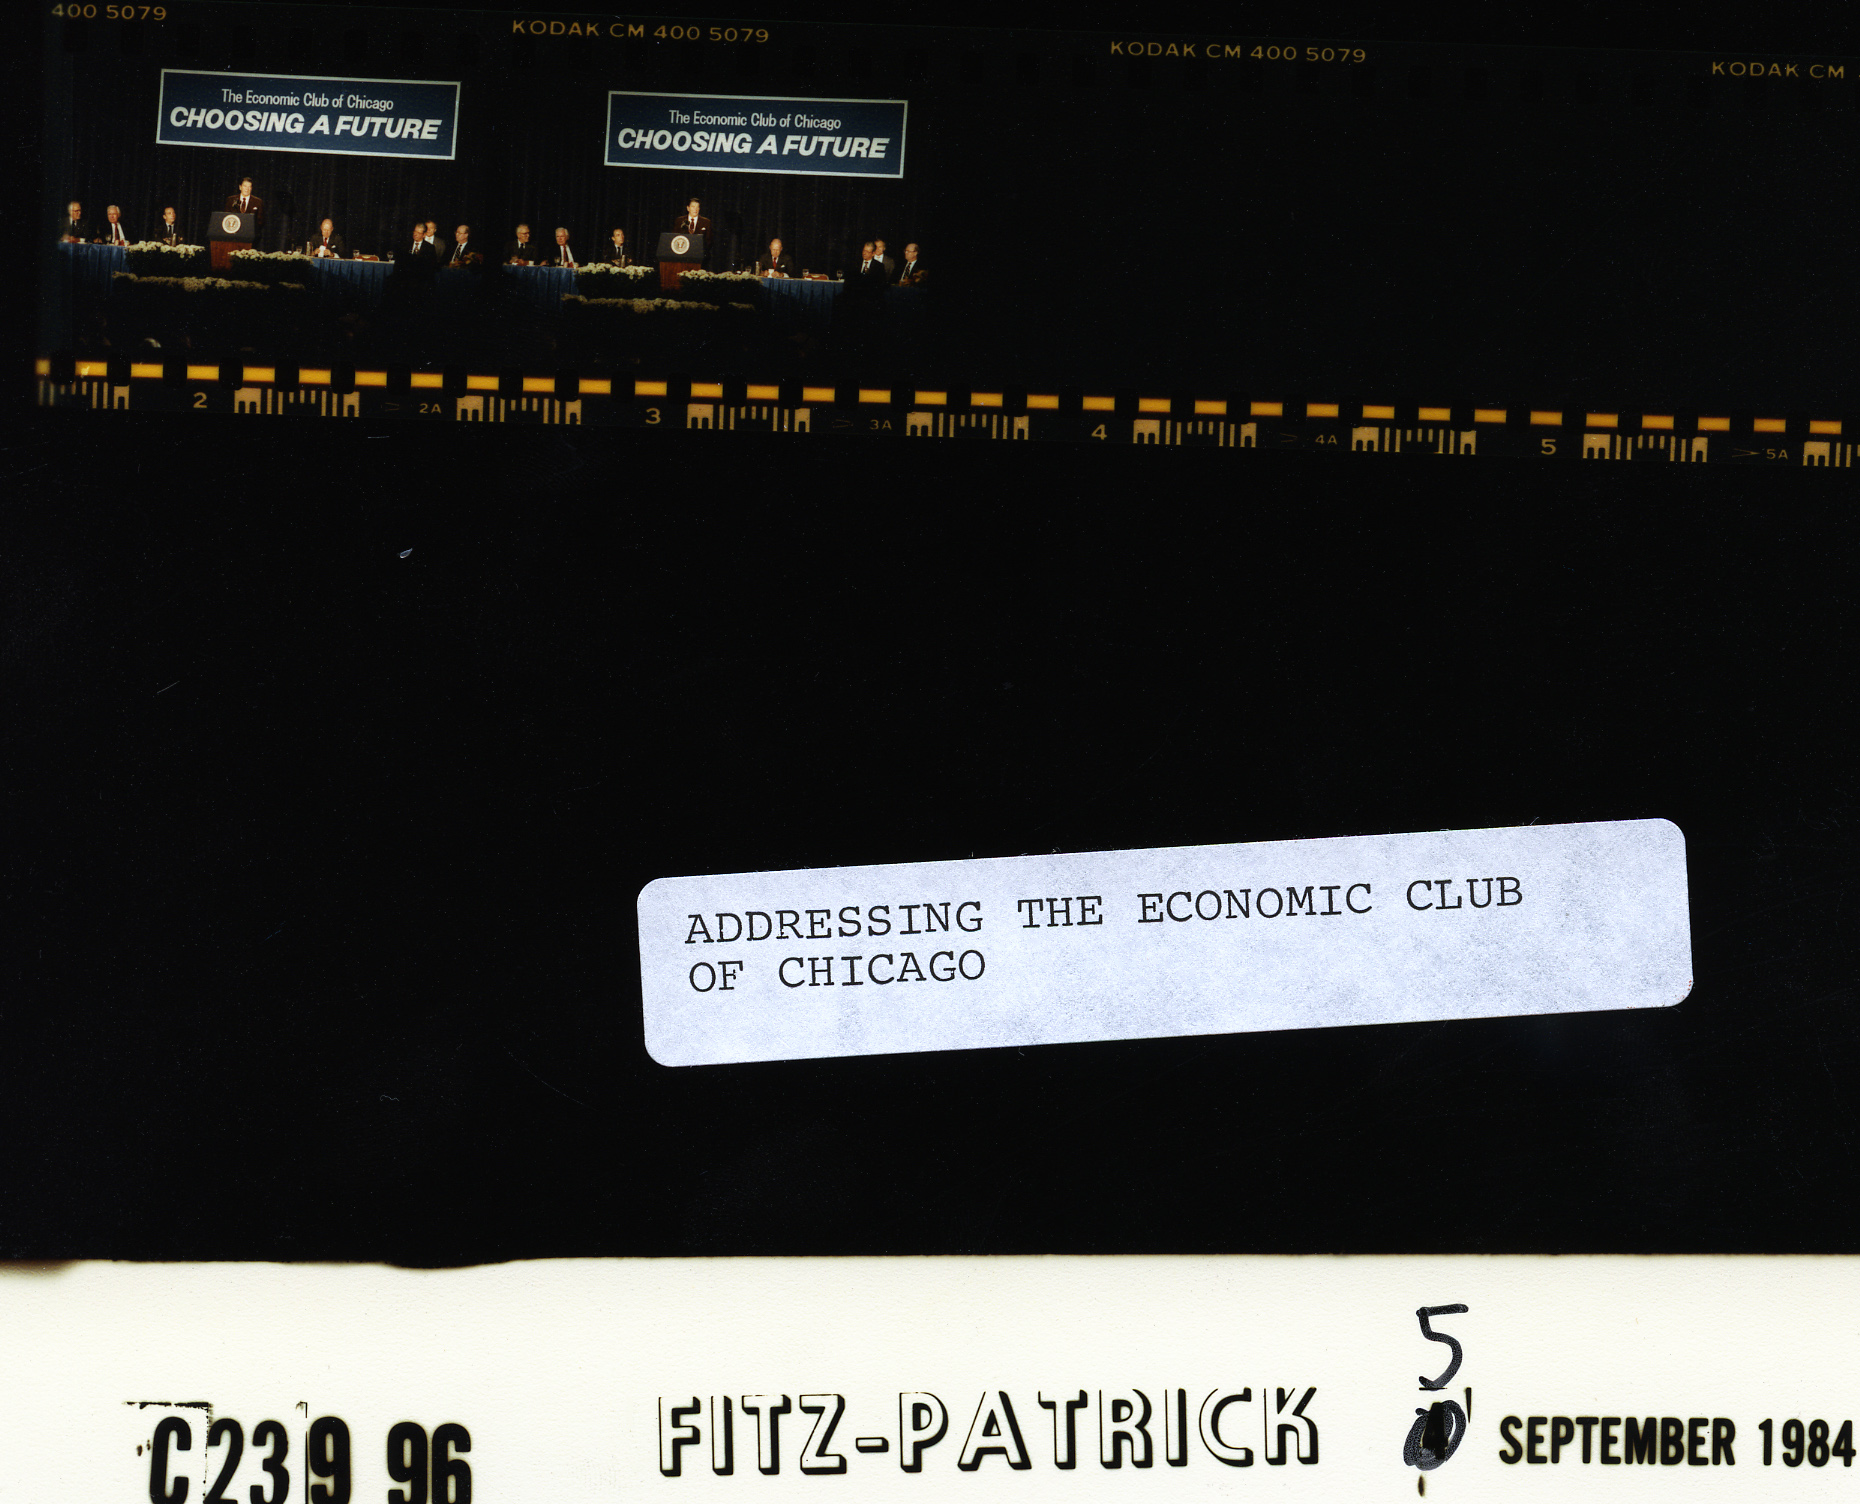 400 5079
KODAK CM 400 5079
KODAK CM 400 5079
KODAK CM
The Economic Club of Chicago
CHOOSING A FUTURE
The Economic Club of Chicago
CHOOSING A FUTURE
2
2A
3
3A
4
4A
5
5A
ADDRESSING THE ECONOMIC CLUB
OF CHICAGO
5
C23996 FITZ-PATRICK 4 SEPTEMBER 1984